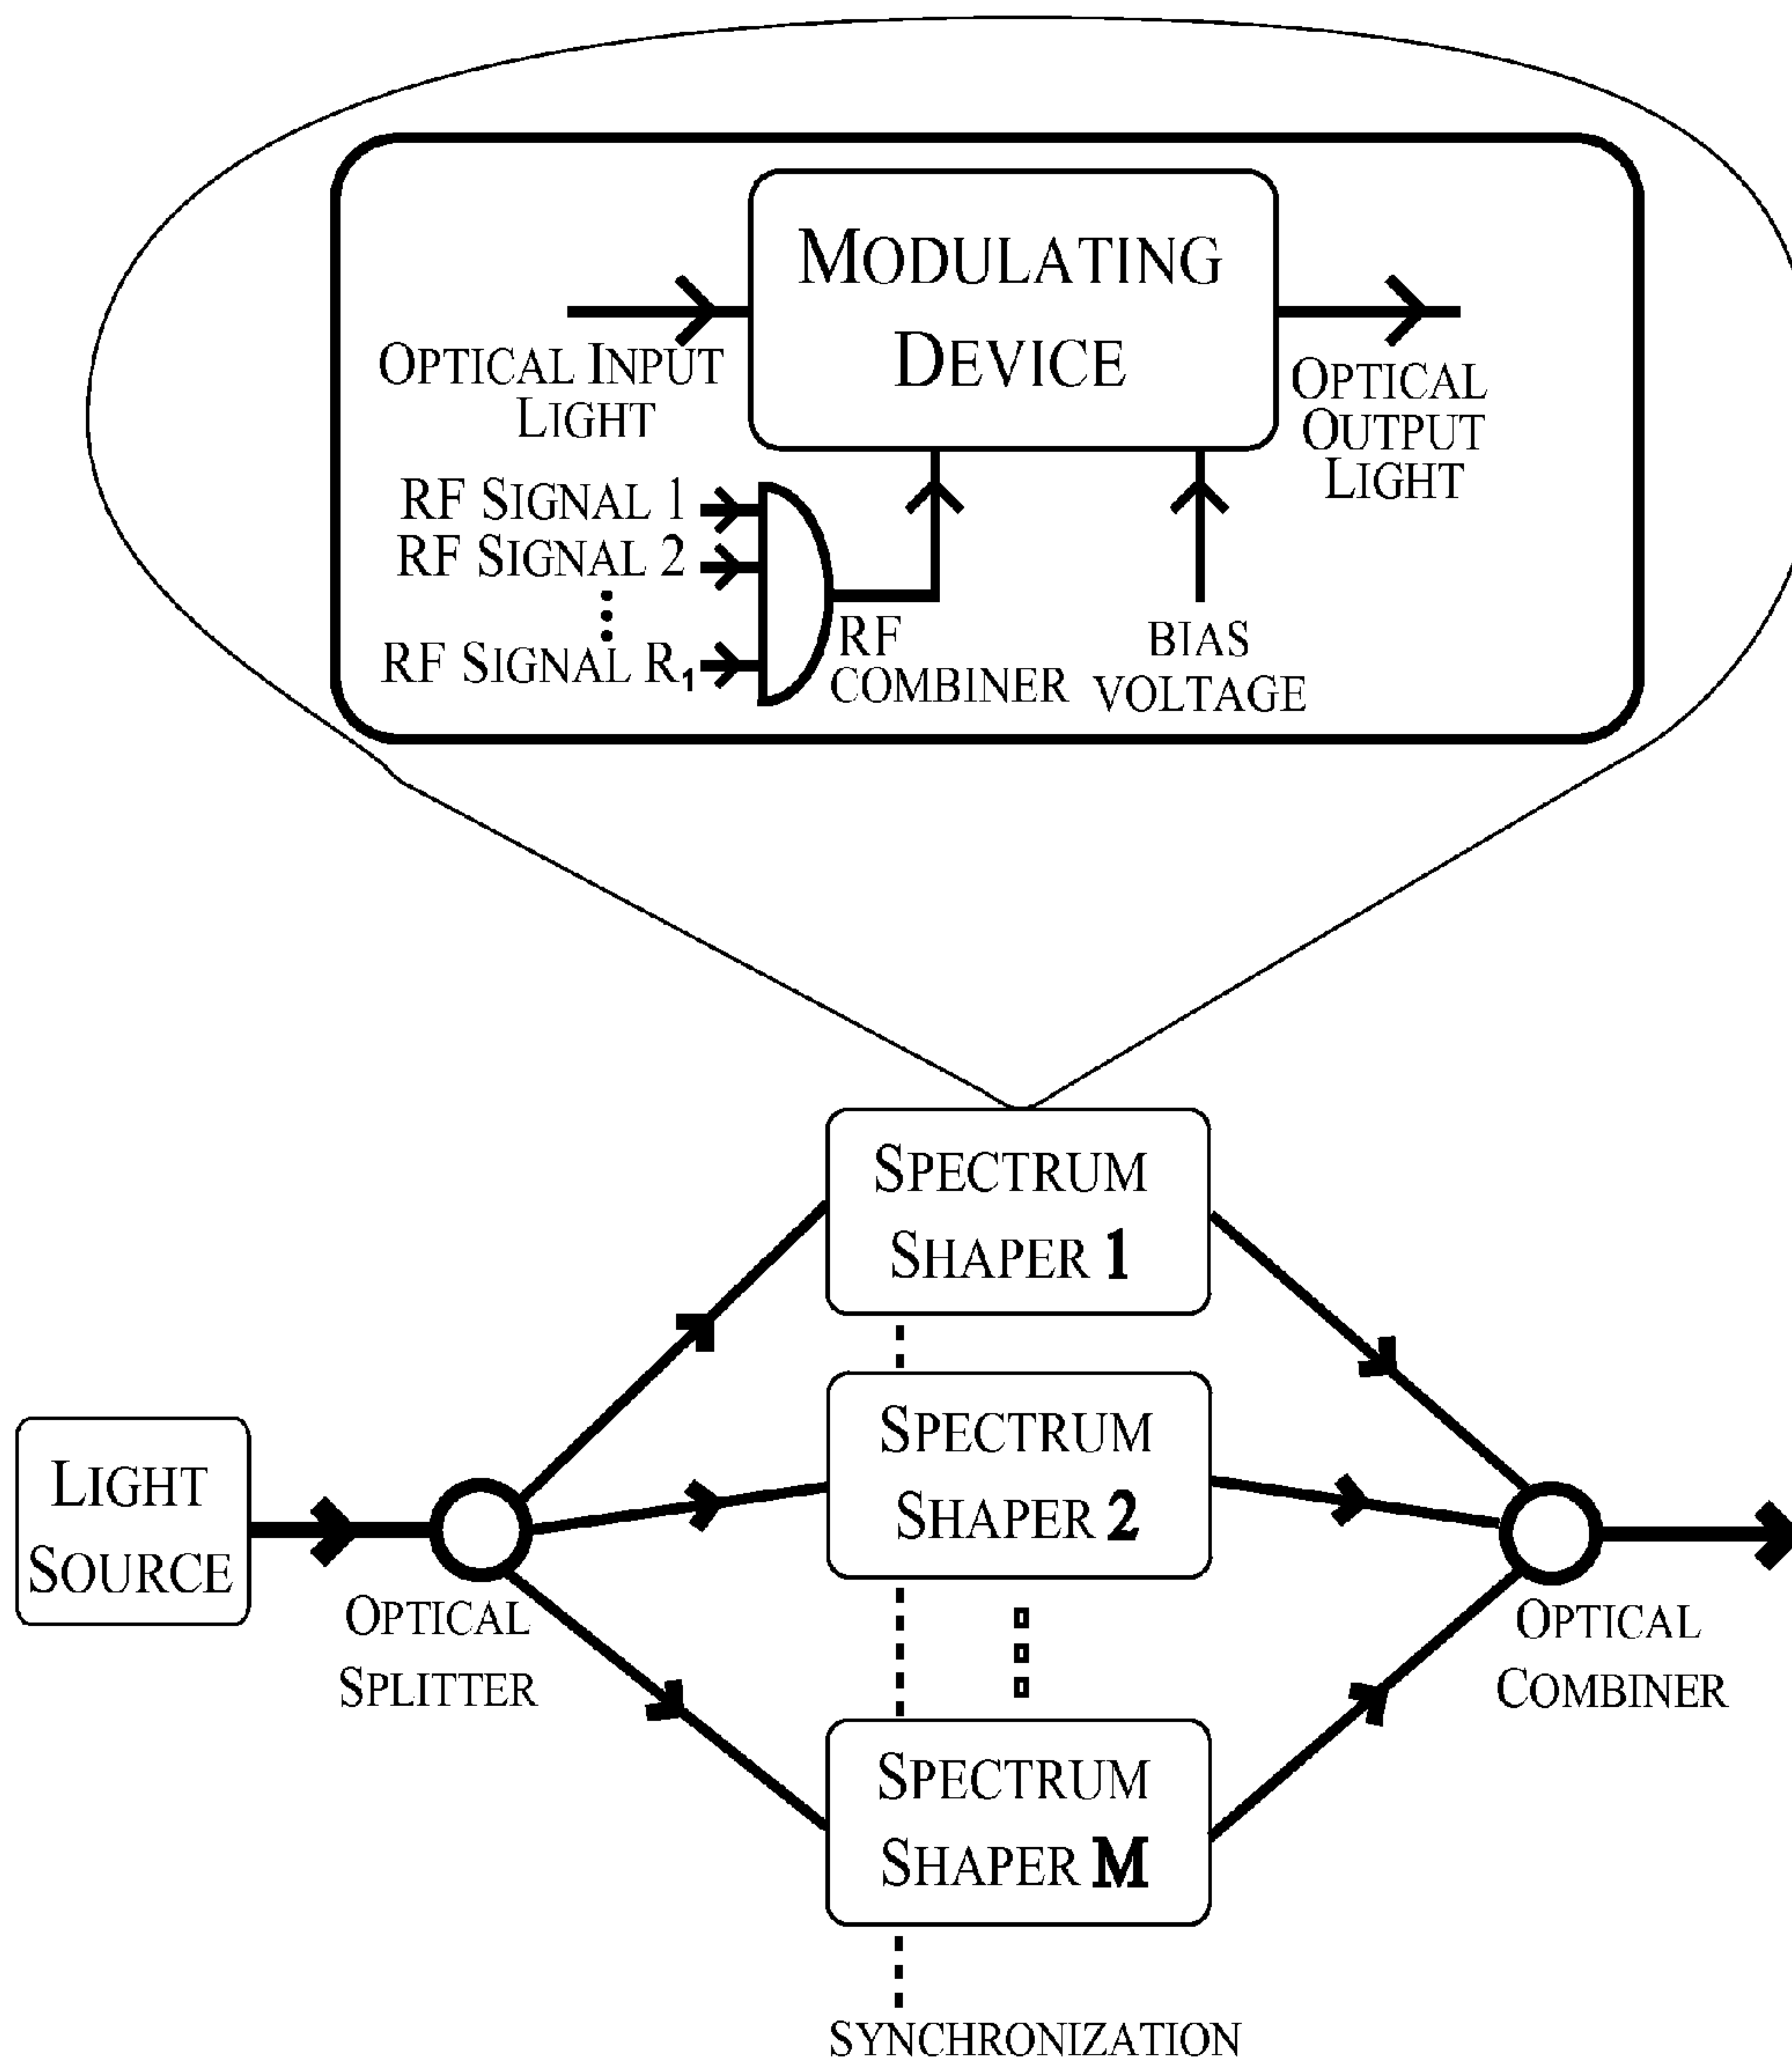 MODULATING
DEVICE
OPTICAL INPUT
LIGHT
OPTICAL
OUTPUT
LIGHT
RF SIGNAL 1
RF SIGNAL 2
RF SIGNAL R₁
RF
COMBINER
BIAS
VOLTAGE
SPECTRUM
SHAPER 1
SPECTRUM
SHAPER 2
LIGHT
SOURCE
OPTICAL
SPLITTER
OPTICAL
COMBINER
SPECTRUM
SHAPER M
SYNCHRONIZATION